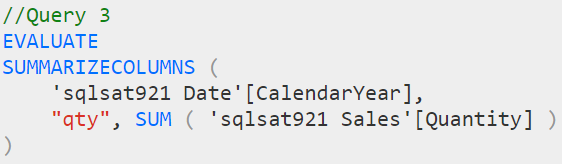 //Query 3
EVALUATE
SUMMARIZECOLUMNS (
    'sqlsat921 Date'[CalendarYear],
    "qty", SUM ( 'sqlsat921 Sales'[Quantity] )
)